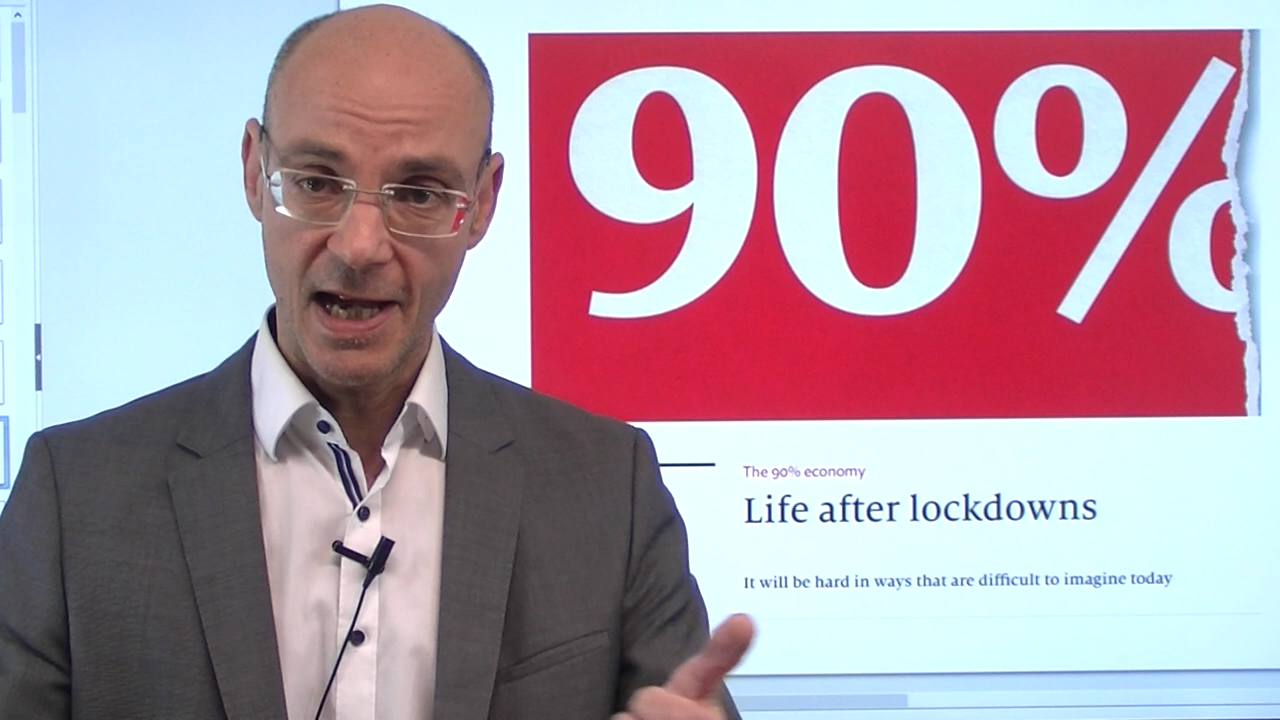 90%
The 90% economy
Life after lockdowns
It will be hard in ways that are difficult to imagine today